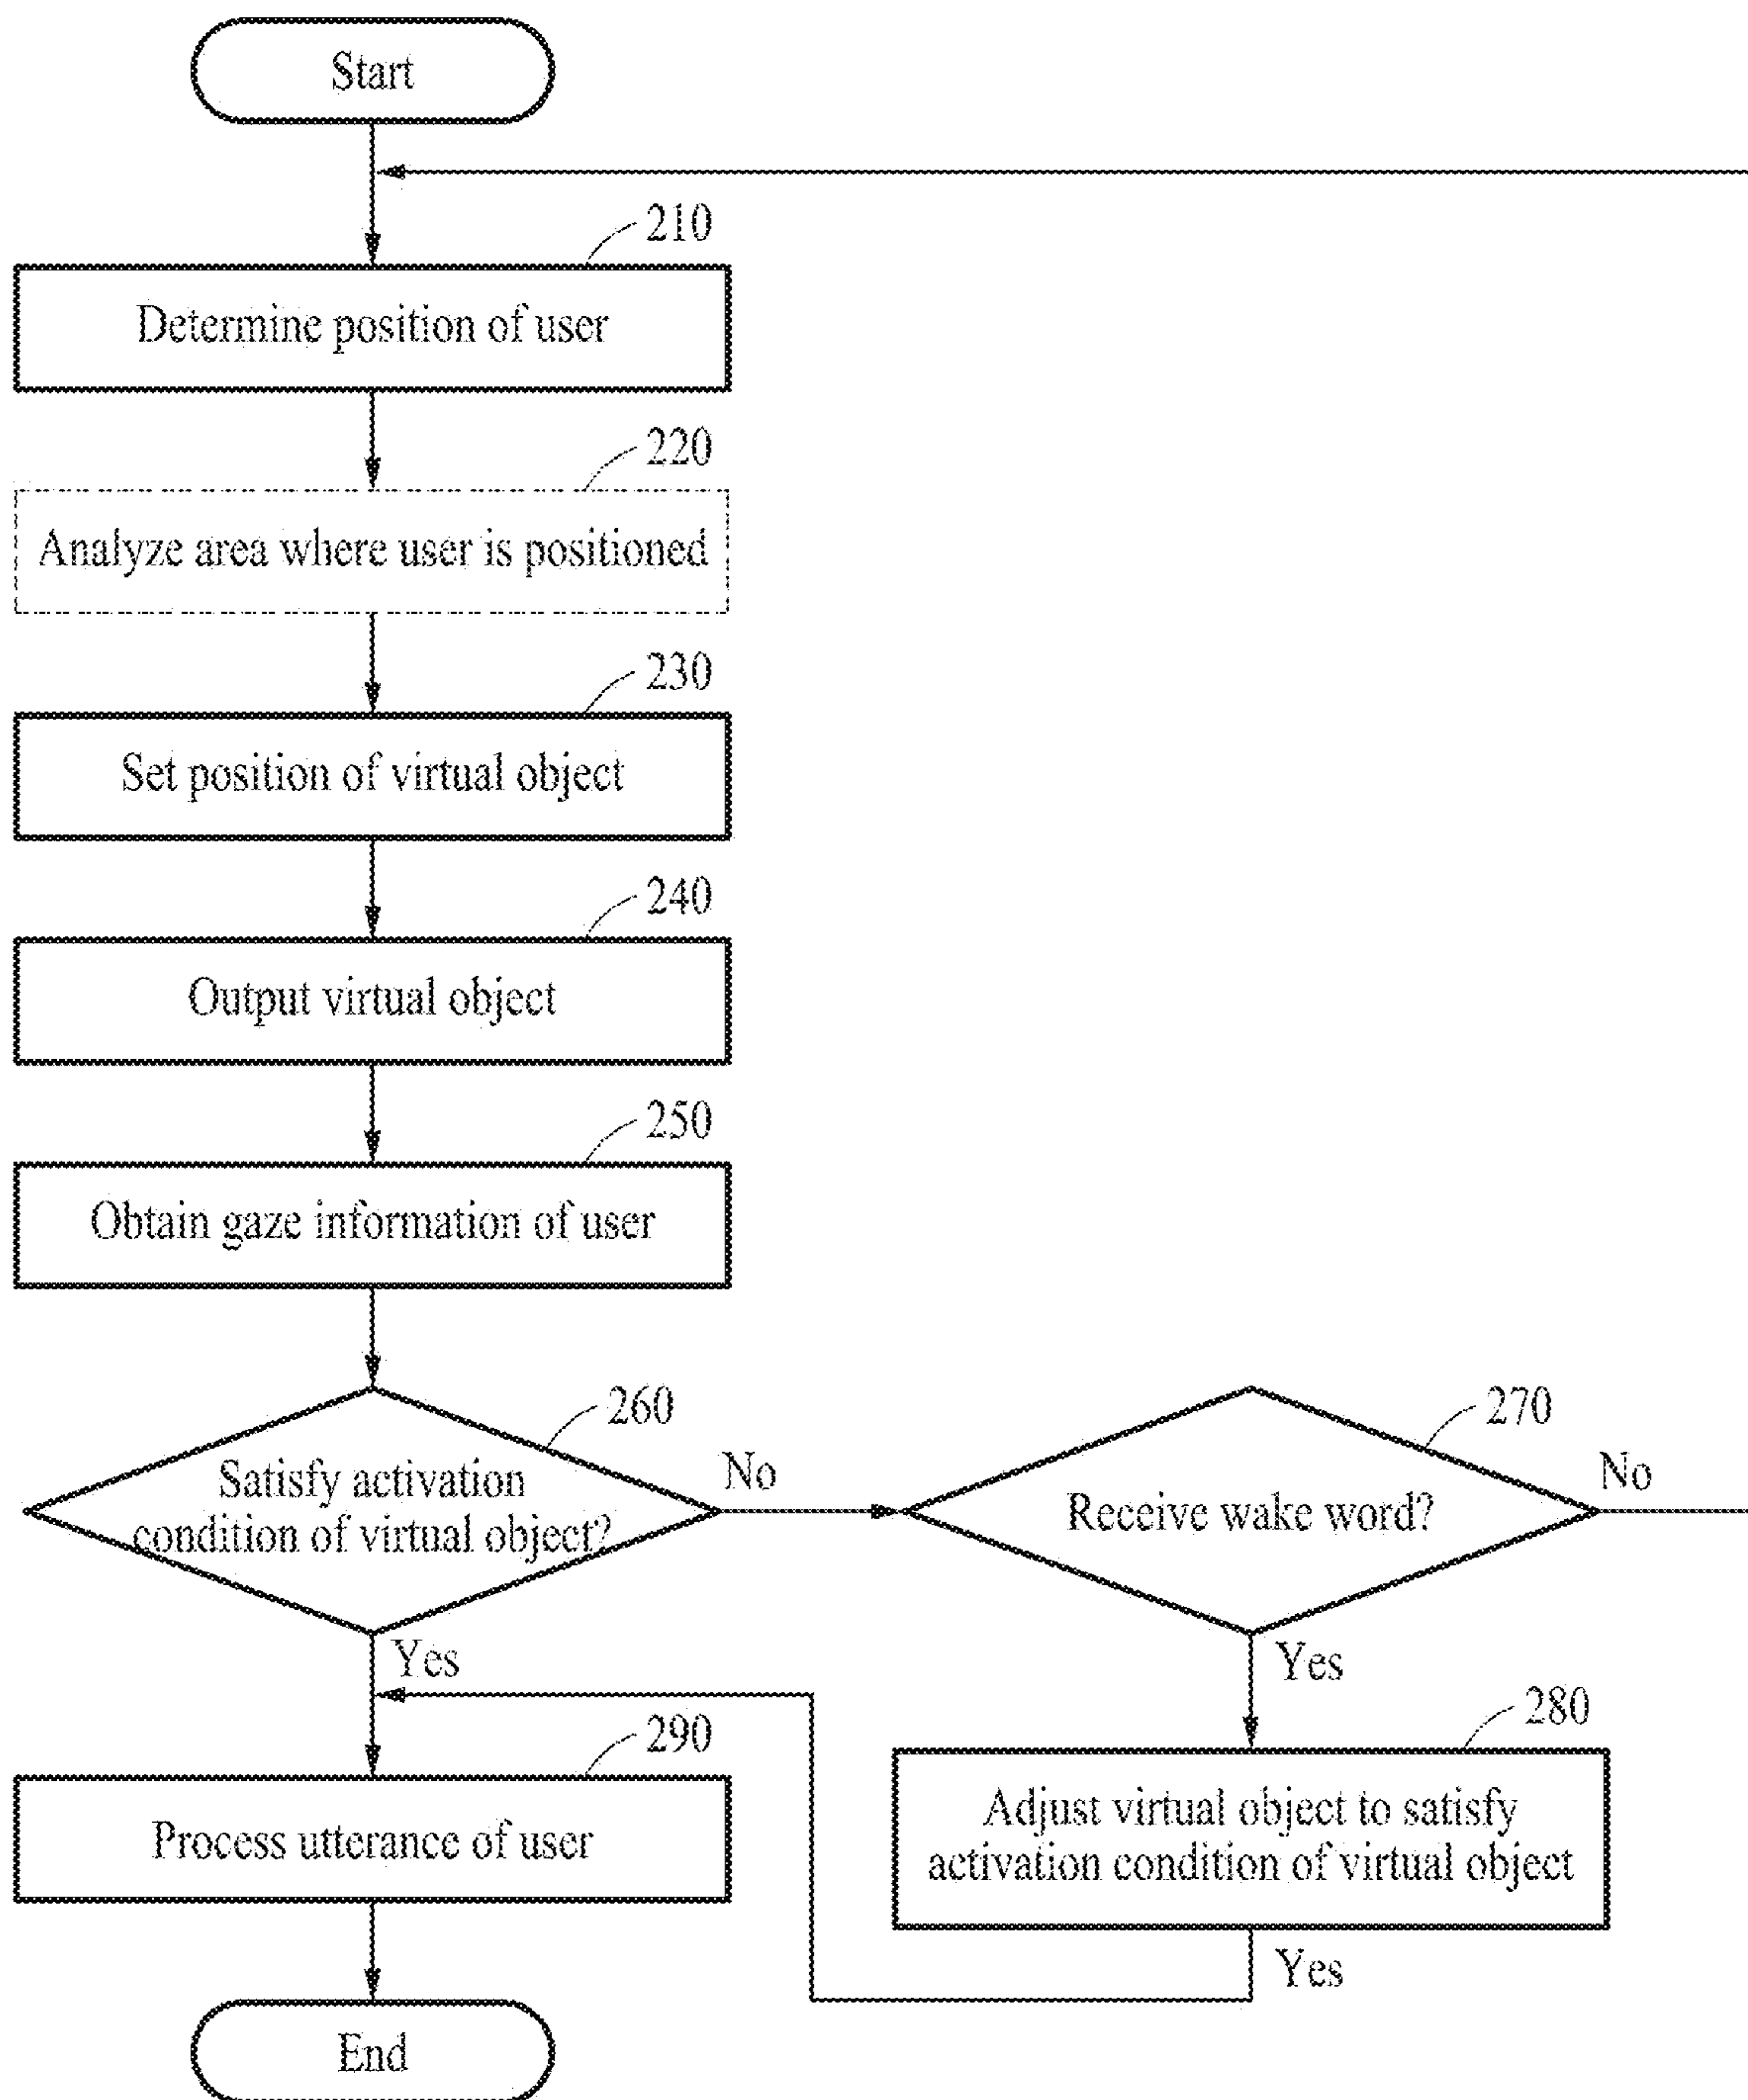 Start
210
Determine position of user
220
Analyze area where user is positioned
230
Set position of virtual object
240
Output virtual object
250
Obtain gaze information of user
260
Satisfy activation
condition of virtual object?
No
270
Receive wake word?
No
Yes
Yes
280
Adjust virtual object to satisfy
activation condition of virtual object
Yes
290
Process utterance of user
End